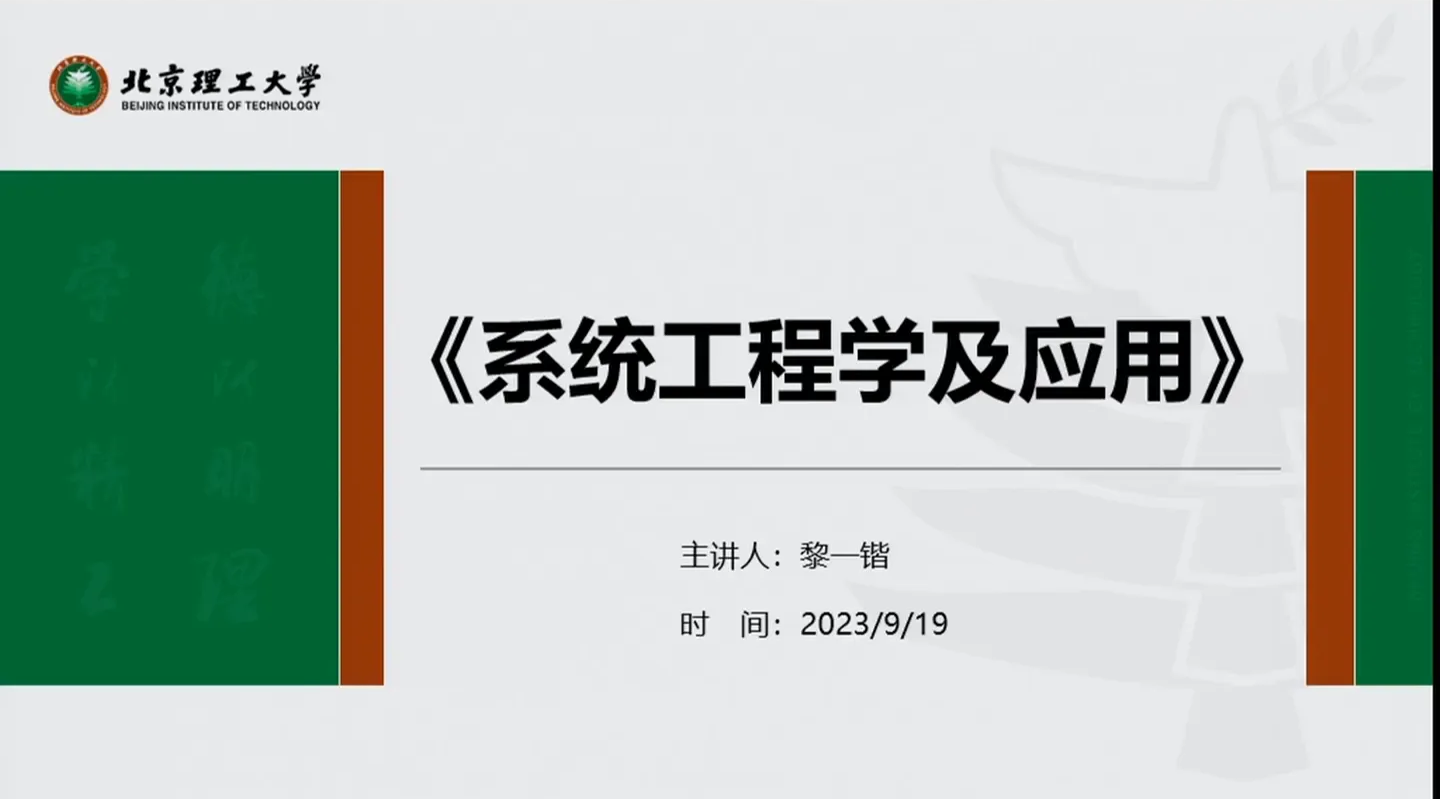 北京理工大学
BEIJING INSTITUTE OF TECHNOLOGY
德以明理
学以精工
《系统工程学及应用》
主讲人：黎一锴
时 间：2023/9/19